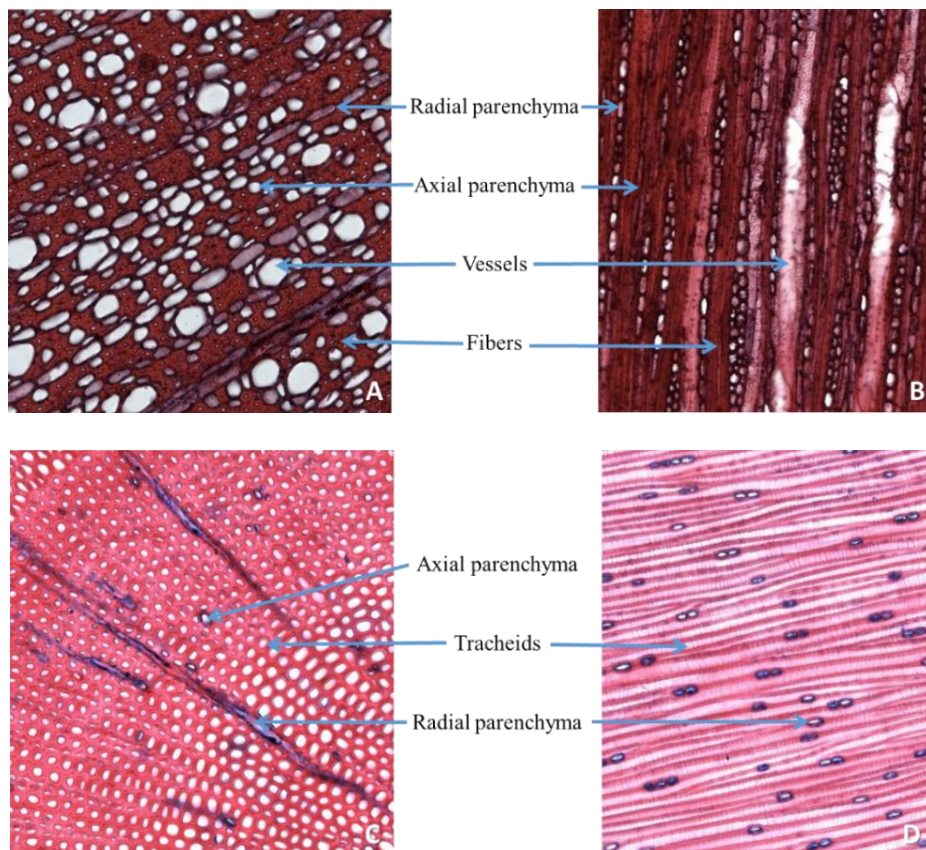 Radial parenchyma
Axial parenchyma
Vessels
Fibers
A
B
Axial parenchyma
Tracheids
Radial parenchyma
C
D